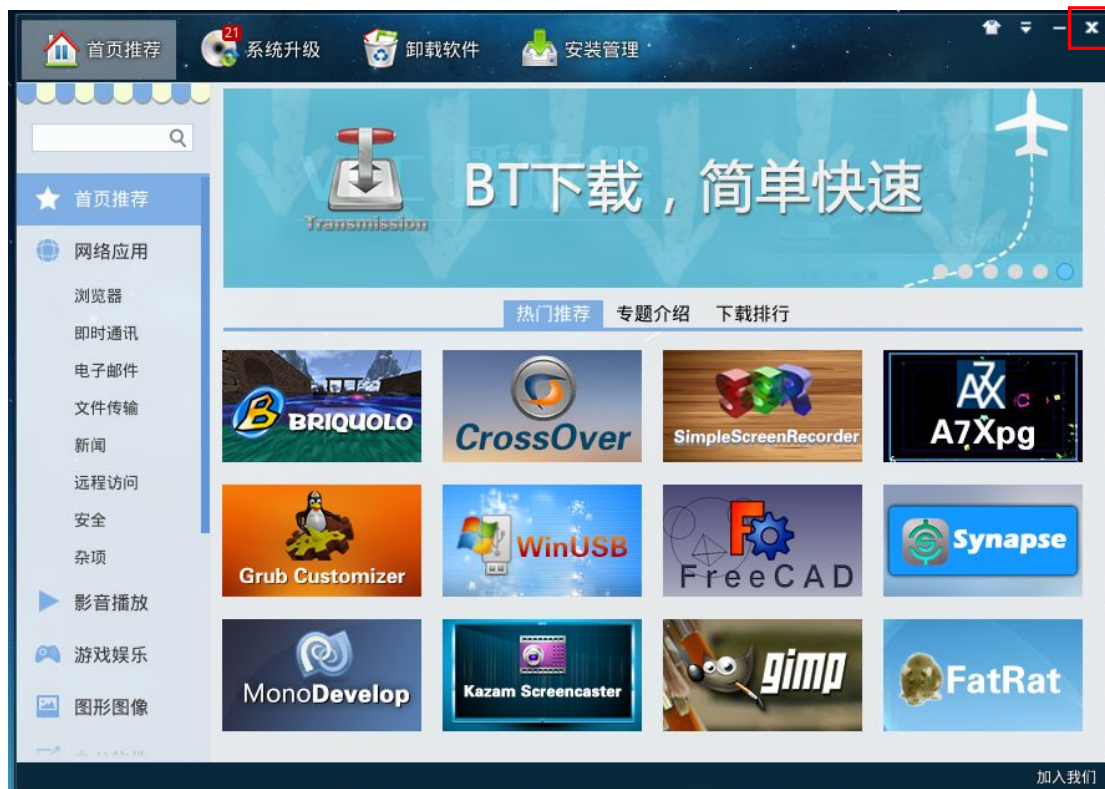 首页推荐
21
系统升级
卸载软件
安装管理
首页推荐
网络应用
浏览器
即时通讯
电子邮件
文件传输
新闻
远程访问
安全
杂项
影音播放
游戏娱乐
图形图像
Transmission
BT下载，简单快速
Stephen Fry
热门推荐 专题介绍 下载排行
B BRIQUOLO
CrossOver
SSR
SimpleScreenRecorder
A7X
A7Xpg
Grub Customizer
WinUSB
FreeCAD
Synapse
MonoDevelop
Kazam Screencaster
gimp
FatRat
加入我们